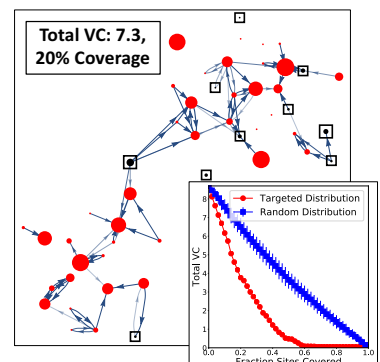 Total VC: 7.3,
20% Coverage
Targeted Distribution
Random Distribution
Total VC
8
7
6
5
4
3
2
1
0
0.0 0.2 0.4 0.6 0.8 1.0
Fraction Sites Covered